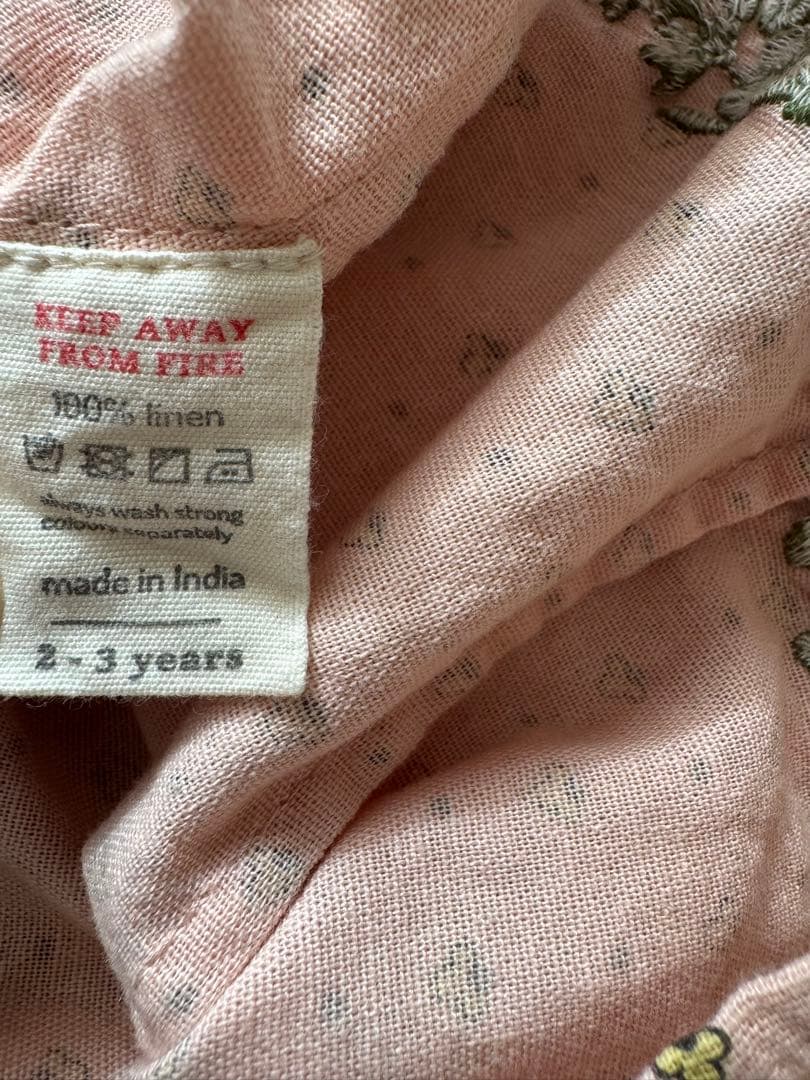 KEEP AWAY
FROM FIRE
100% linen
always wash strong
colours separately
made in India
2 - 3 years